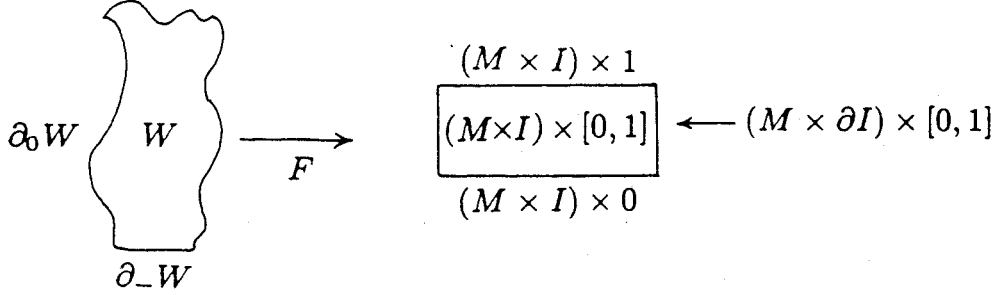 (M × I) × 1
∂₀W W (M×I) × [0, 1] (M × ∂I) × [0, 1]
F
(M × I) × 0
∂₋W